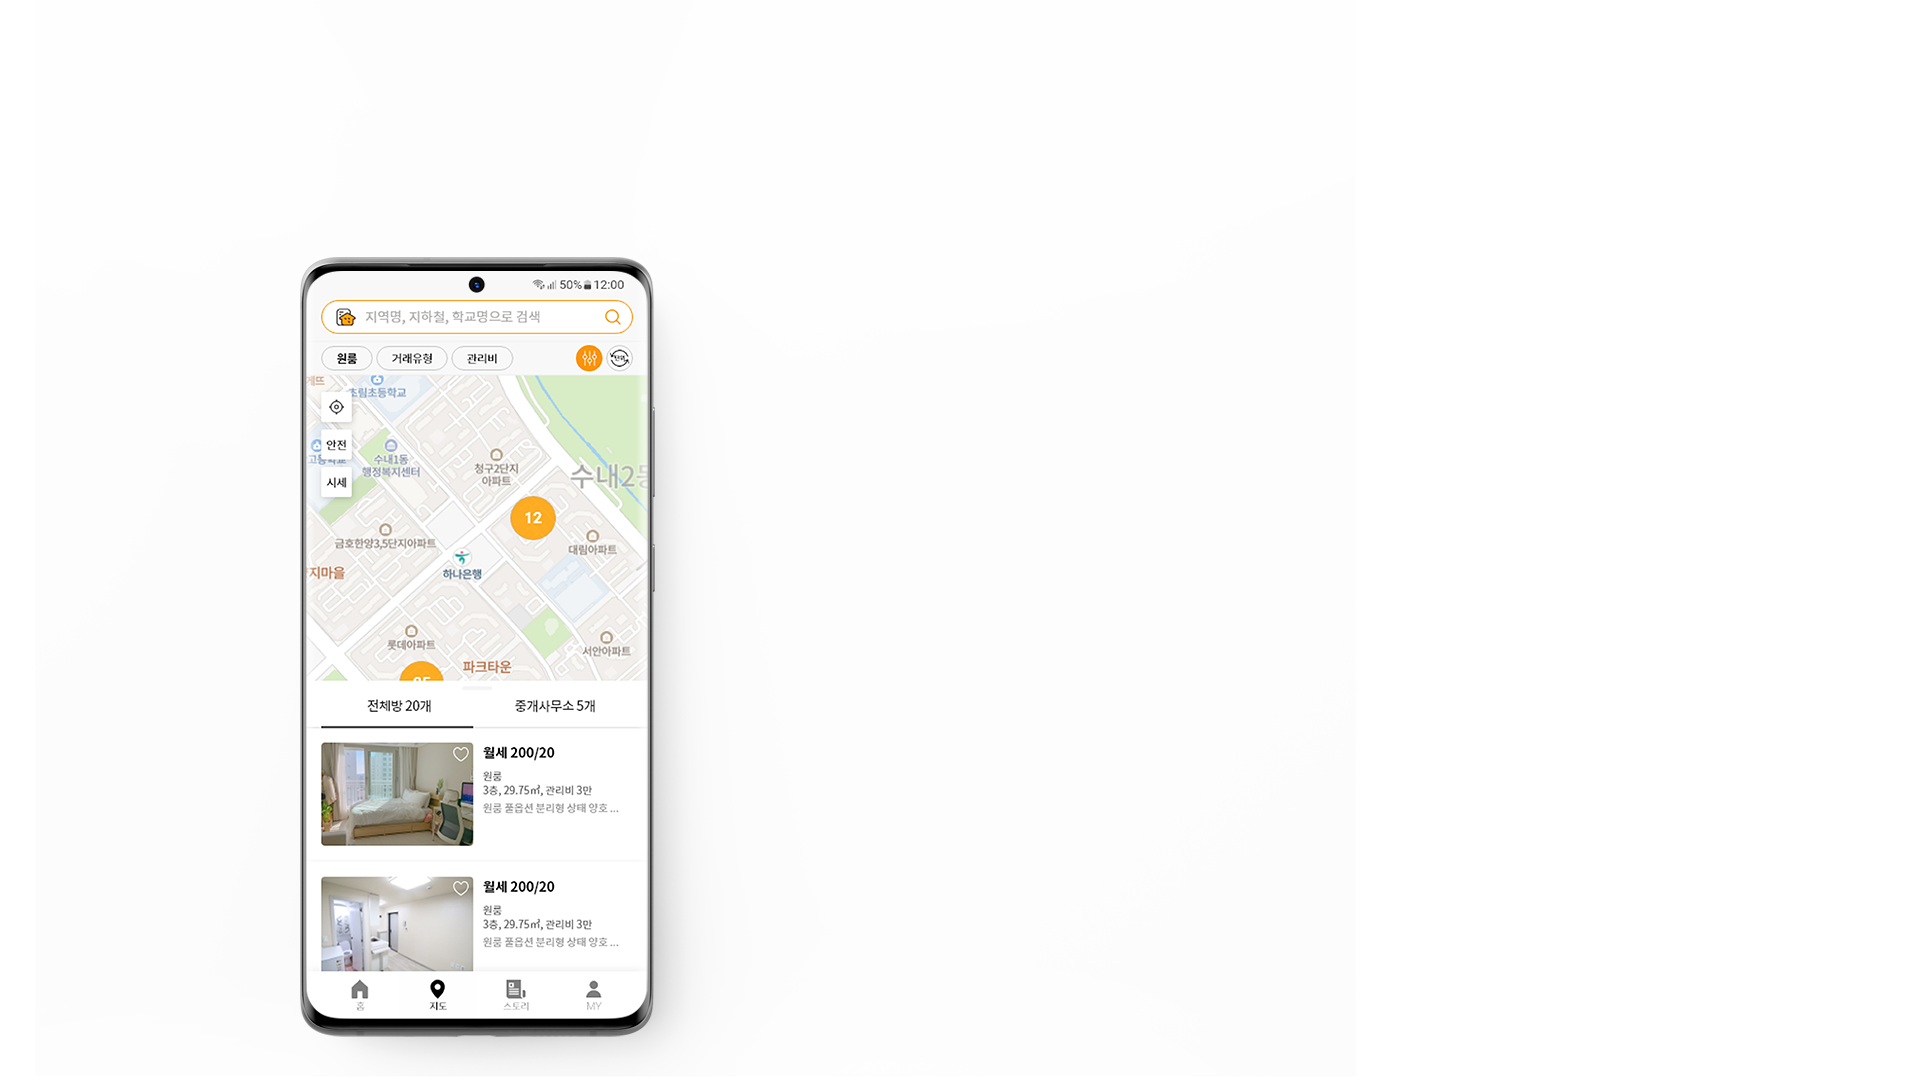 50% 12:00
지역명, 지하철, 학교명으로 검색
원룸 거래유형 관리비
초림초등학교
안전
수내1동
행정복지센터
청구2단지
아파트
수내2동
시세
12
금호한양3,5단지아파트
대림아파트
하나은행
지마을
롯데아파트
서안아파트
파크타운
전체방 20개
중개사무소 5개
월세 200/20
원룸
3층, 29.75㎡, 관리비 3만
원룸 풀옵션 분리형 상태 양호 ...
월세 200/20
원룸
3층, 29.75㎡, 관리비 3만
원룸 풀옵션 분리형 상태 양호 ...
홈 지도 스토리 MY